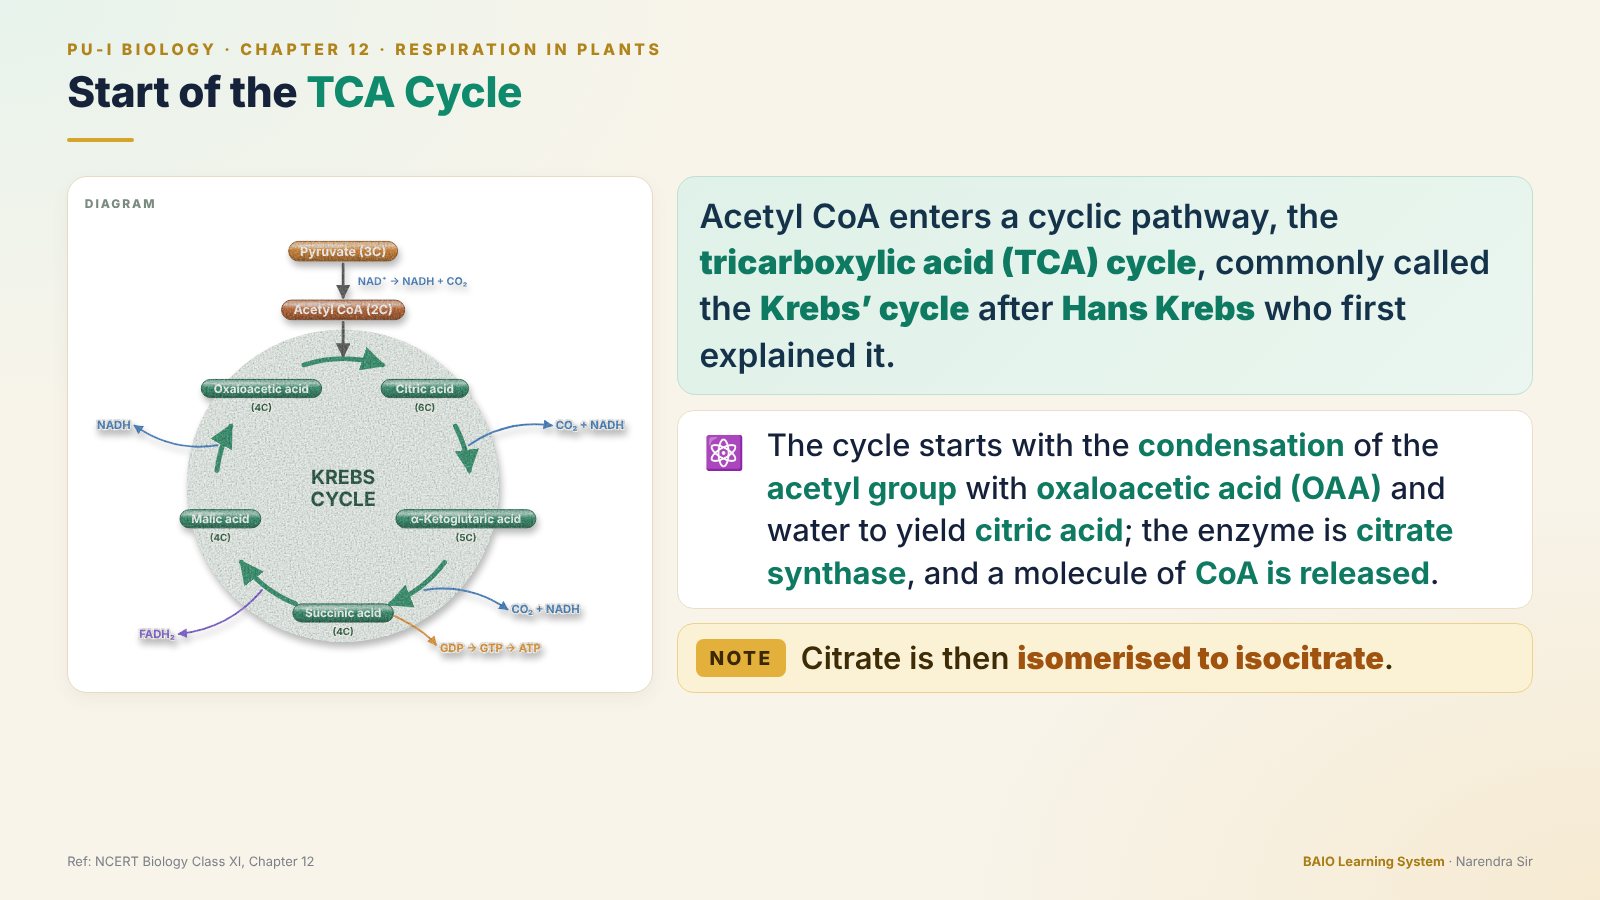 PU-I BIOLOGY · CHAPTER 12 · RESPIRATION IN PLANTS
Start of the TCA Cycle
DIAGRAM
Pyruvate (3C)
NAD⁺ → NADH + CO₂
Acetyl CoA (2C)
Oxaloacetic acid
(4C)
Citric acid
(6C)
NADH
CO₂ + NADH
KREBS
CYCLE
Malic acid
(4C)
α-Ketoglutaric acid
(5C)
Succinic acid
(4C)
CO₂ + NADH
FADH₂
GDP → GTP → ATP
Acetyl CoA enters a cyclic pathway, the
tricarboxylic acid (TCA) cycle, commonly called
the Krebs’ cycle after Hans Krebs who first
explained it.
The cycle starts with the condensation of the
acetyl group with oxaloacetic acid (OAA) and
water to yield citric acid; the enzyme is citrate
synthase, and a molecule of CoA is released.
NOTE Citrate is then isomerised to isocitrate.
Ref: NCERT Biology Class XI, Chapter 12
BAIO Learning System · Narendra Sir